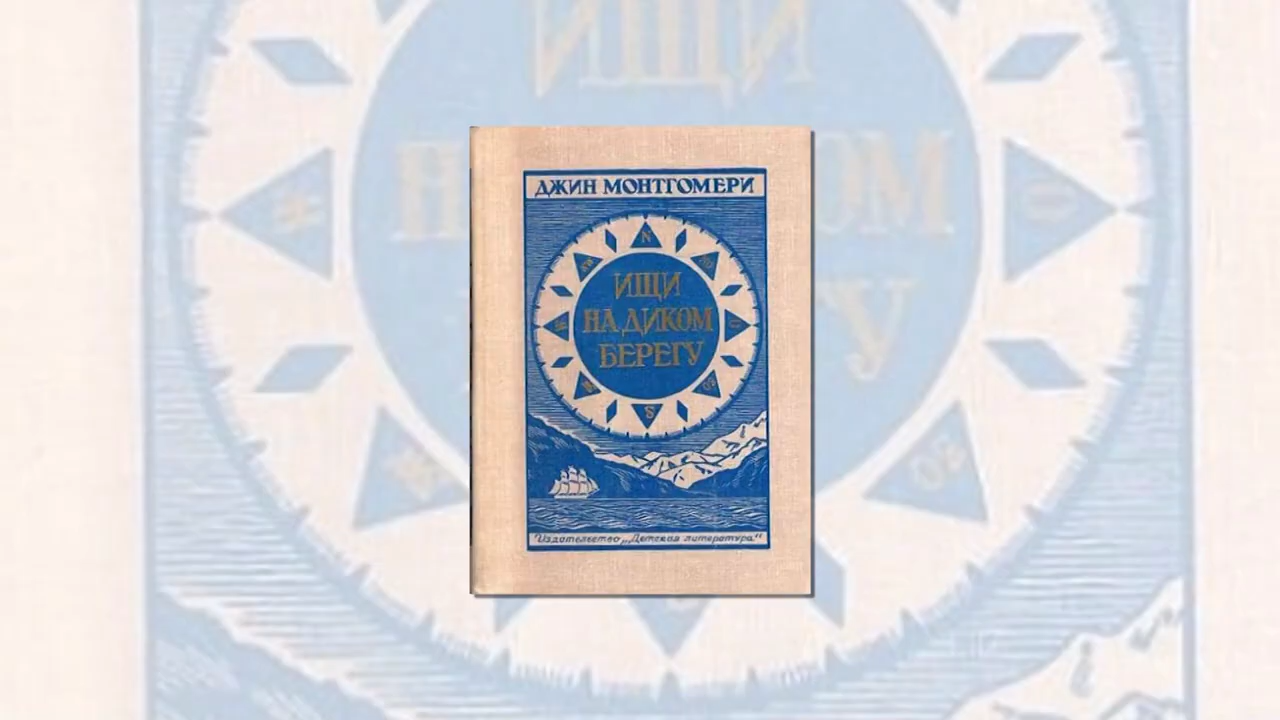 ДЖИН МОНТГОМЕРИ
N
ИЩИ
НА ДИКОМ
БЕРЕГУ
S
Издательство „Детская литература“